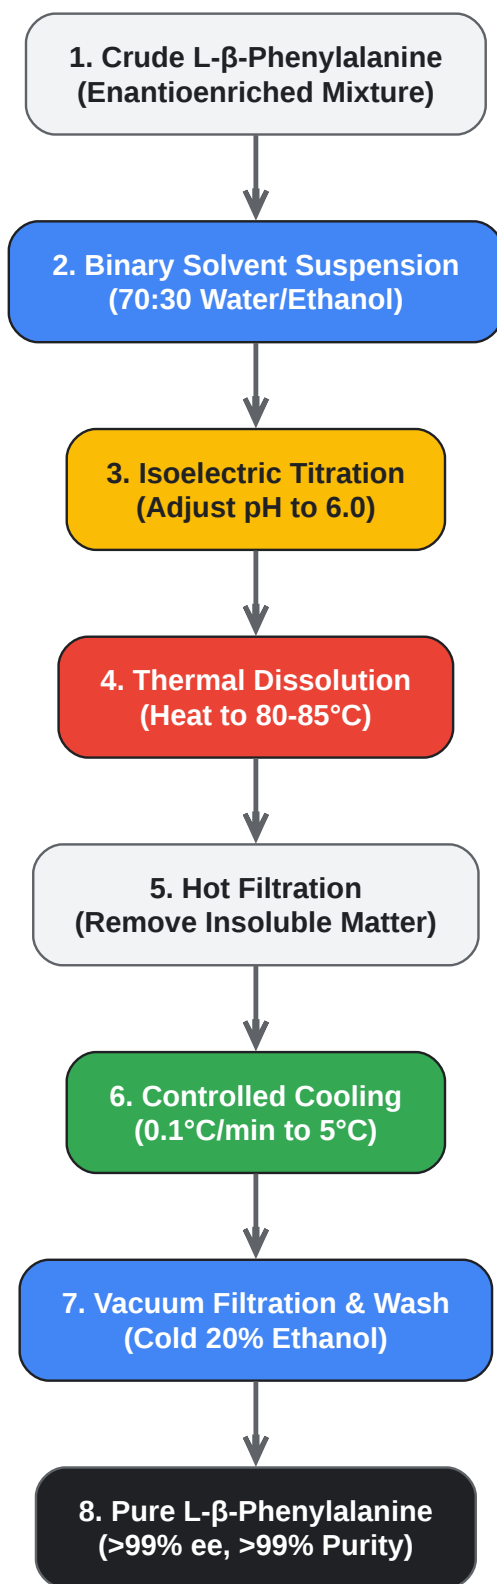 1. Crude L-β-Phenylalanine
(Enantioenriched Mixture)
2. Binary Solvent Suspension
(70:30 Water/Ethanol)
3. Isoelectric Titration
(Adjust pH to 6.0)
4. Thermal Dissolution
(Heat to 80-85°C)
5. Hot Filtration
(Remove Insoluble Matter)
6. Controlled Cooling
(0.1°C/min to 5°C)
7. Vacuum Filtration & Wash
(Cold 20% Ethanol)
8. Pure L-β-Phenylalanine
(>99% ee, >99% Purity)